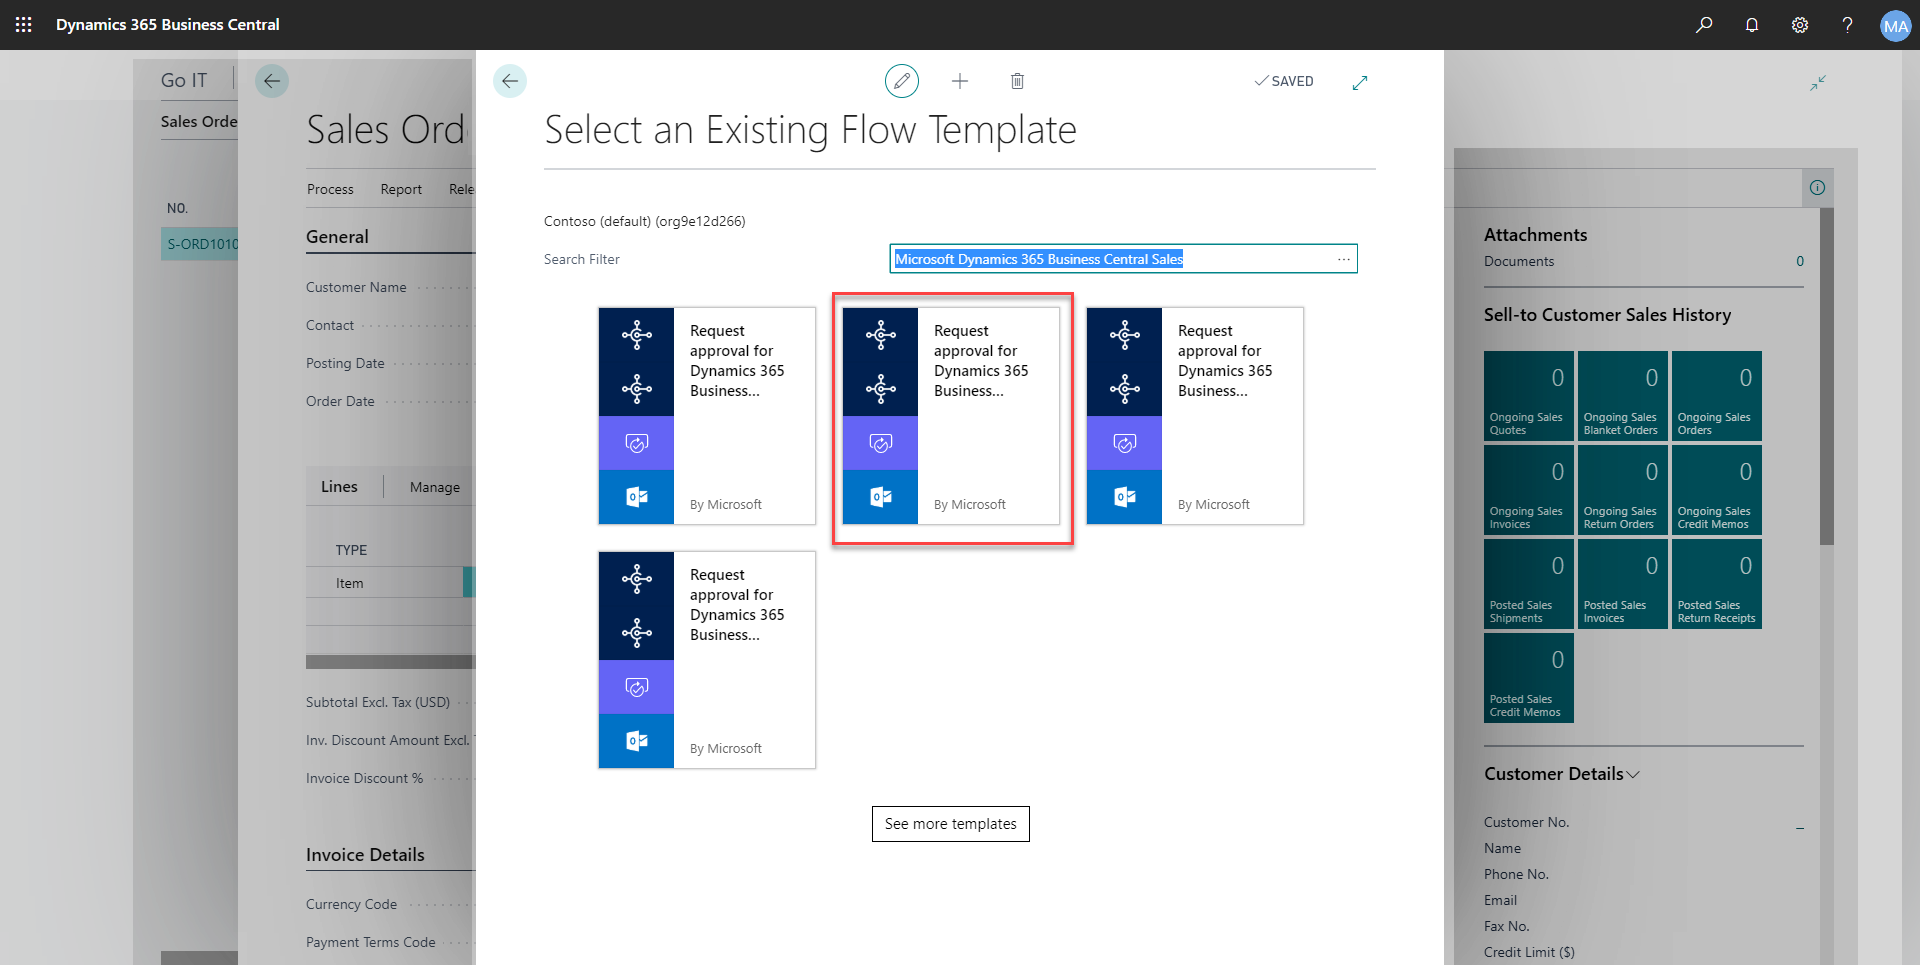 Dynamics 365 Business Central
MA
Go IT
Sales Orde
NO.
S-ORD1010
Sales Ord
Process Report Rele
General
Customer Name
Contact
Posting Date
Order Date
Lines Manage
TYPE
Item
Subtotal Excl. Tax (USD)
Inv. Discount Amount Excl.
Invoice Discount %
Invoice Details
Currency Code
Payment Terms Code
SAVED
Select an Existing Flow Template
Contoso (default) (org9e12d266)
Search Filter
Microsoft Dynamics 365 Business Central Sales
Request
approval for
Dynamics 365
Business...
By Microsoft
Request
approval for
Dynamics 365
Business...
By Microsoft
Request
approval for
Dynamics 365
Business...
By Microsoft
Request
approval for
Dynamics 365
Business...
By Microsoft
See more templates
Attachments
Documents 0
Sell-to Customer Sales History
0
Ongoing Sales
Quotes
0
Ongoing Sales
Blanket Orders
0
Ongoing Sales
Orders
0
Ongoing Sales
Invoices
0
Ongoing Sales
Return Orders
0
Ongoing Sales
Credit Memos
0
Posted Sales
Shipments
0
Posted Sales
Invoices
0
Posted Sales
Return Receipts
0
Posted Sales
Credit Memos
Customer Details
Customer No. _
Name
Phone No.
Email
Fax No.
Credit Limit ($)